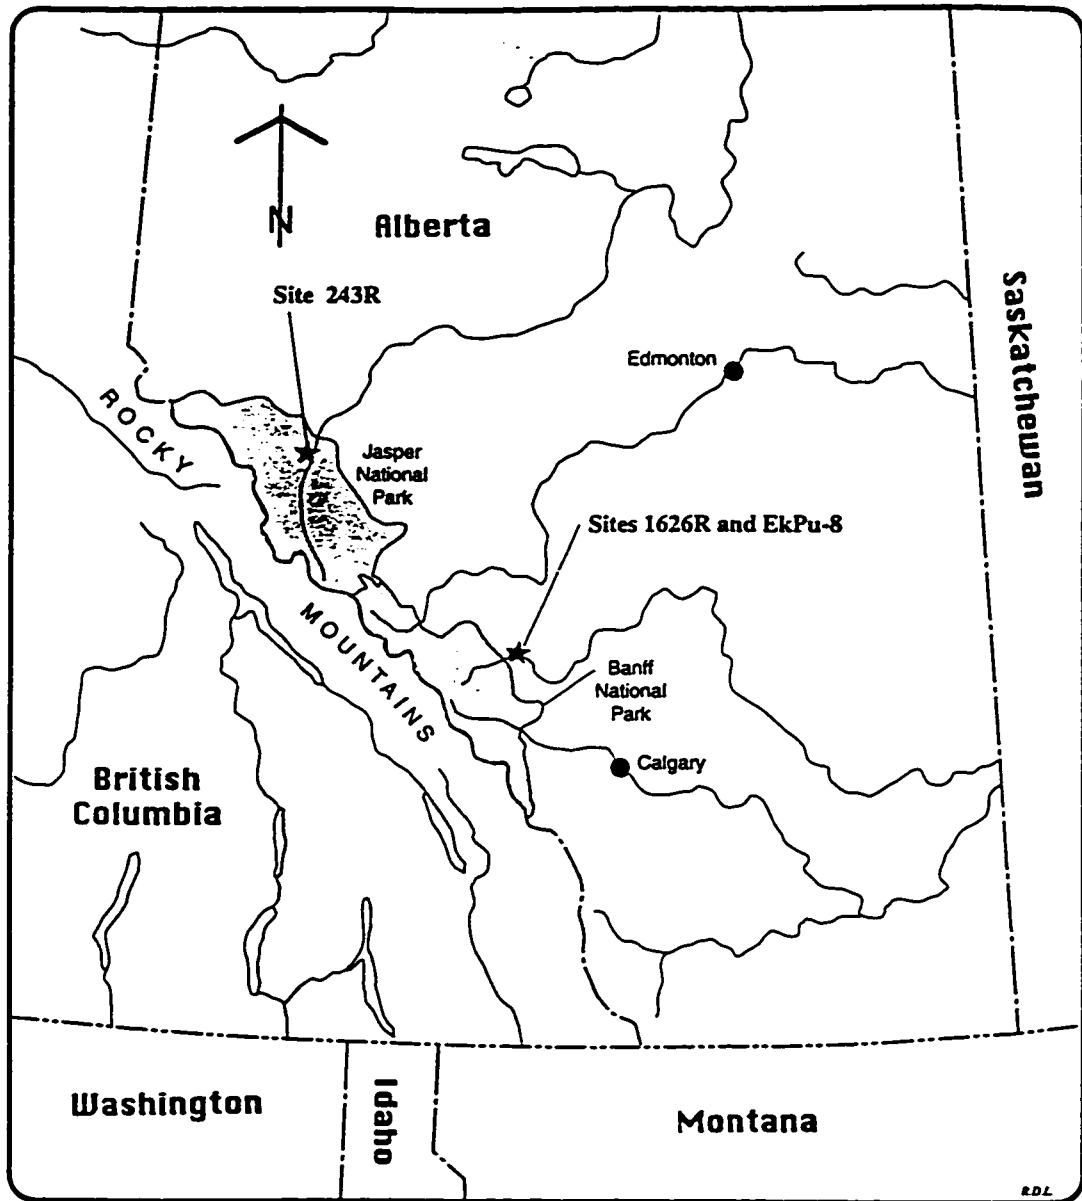 N
Alberta
Site 243R
Saskatchewan
Edmonton
ROCKY
MOUNTAINS
Jasper
National
Park
Sites 1626R and EkPu-8
Banff
National
Park
Calgary
British
Columbia
Washington
Idaho
Montana
RDL